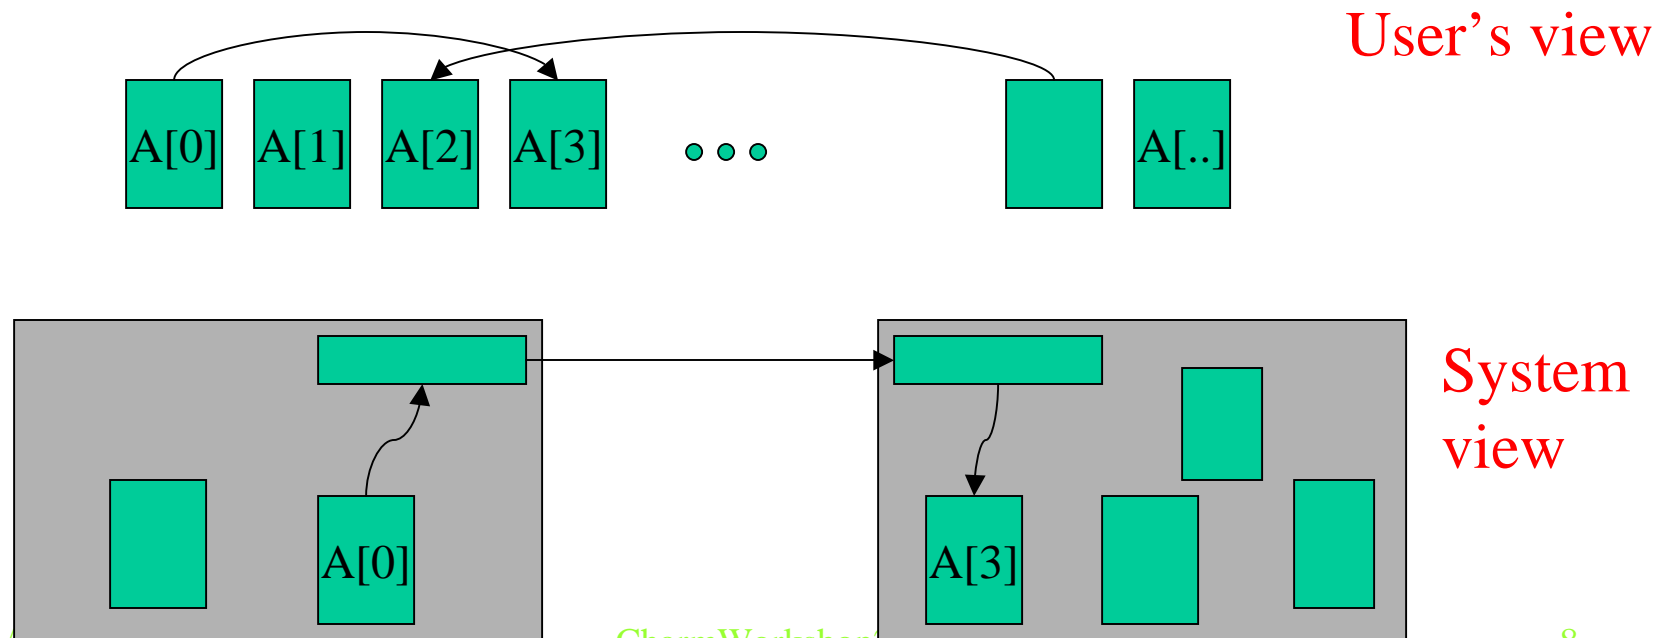 User's view
A[0] A[1] A[2] A[3] A[..]
System
view
A[0] A[3]